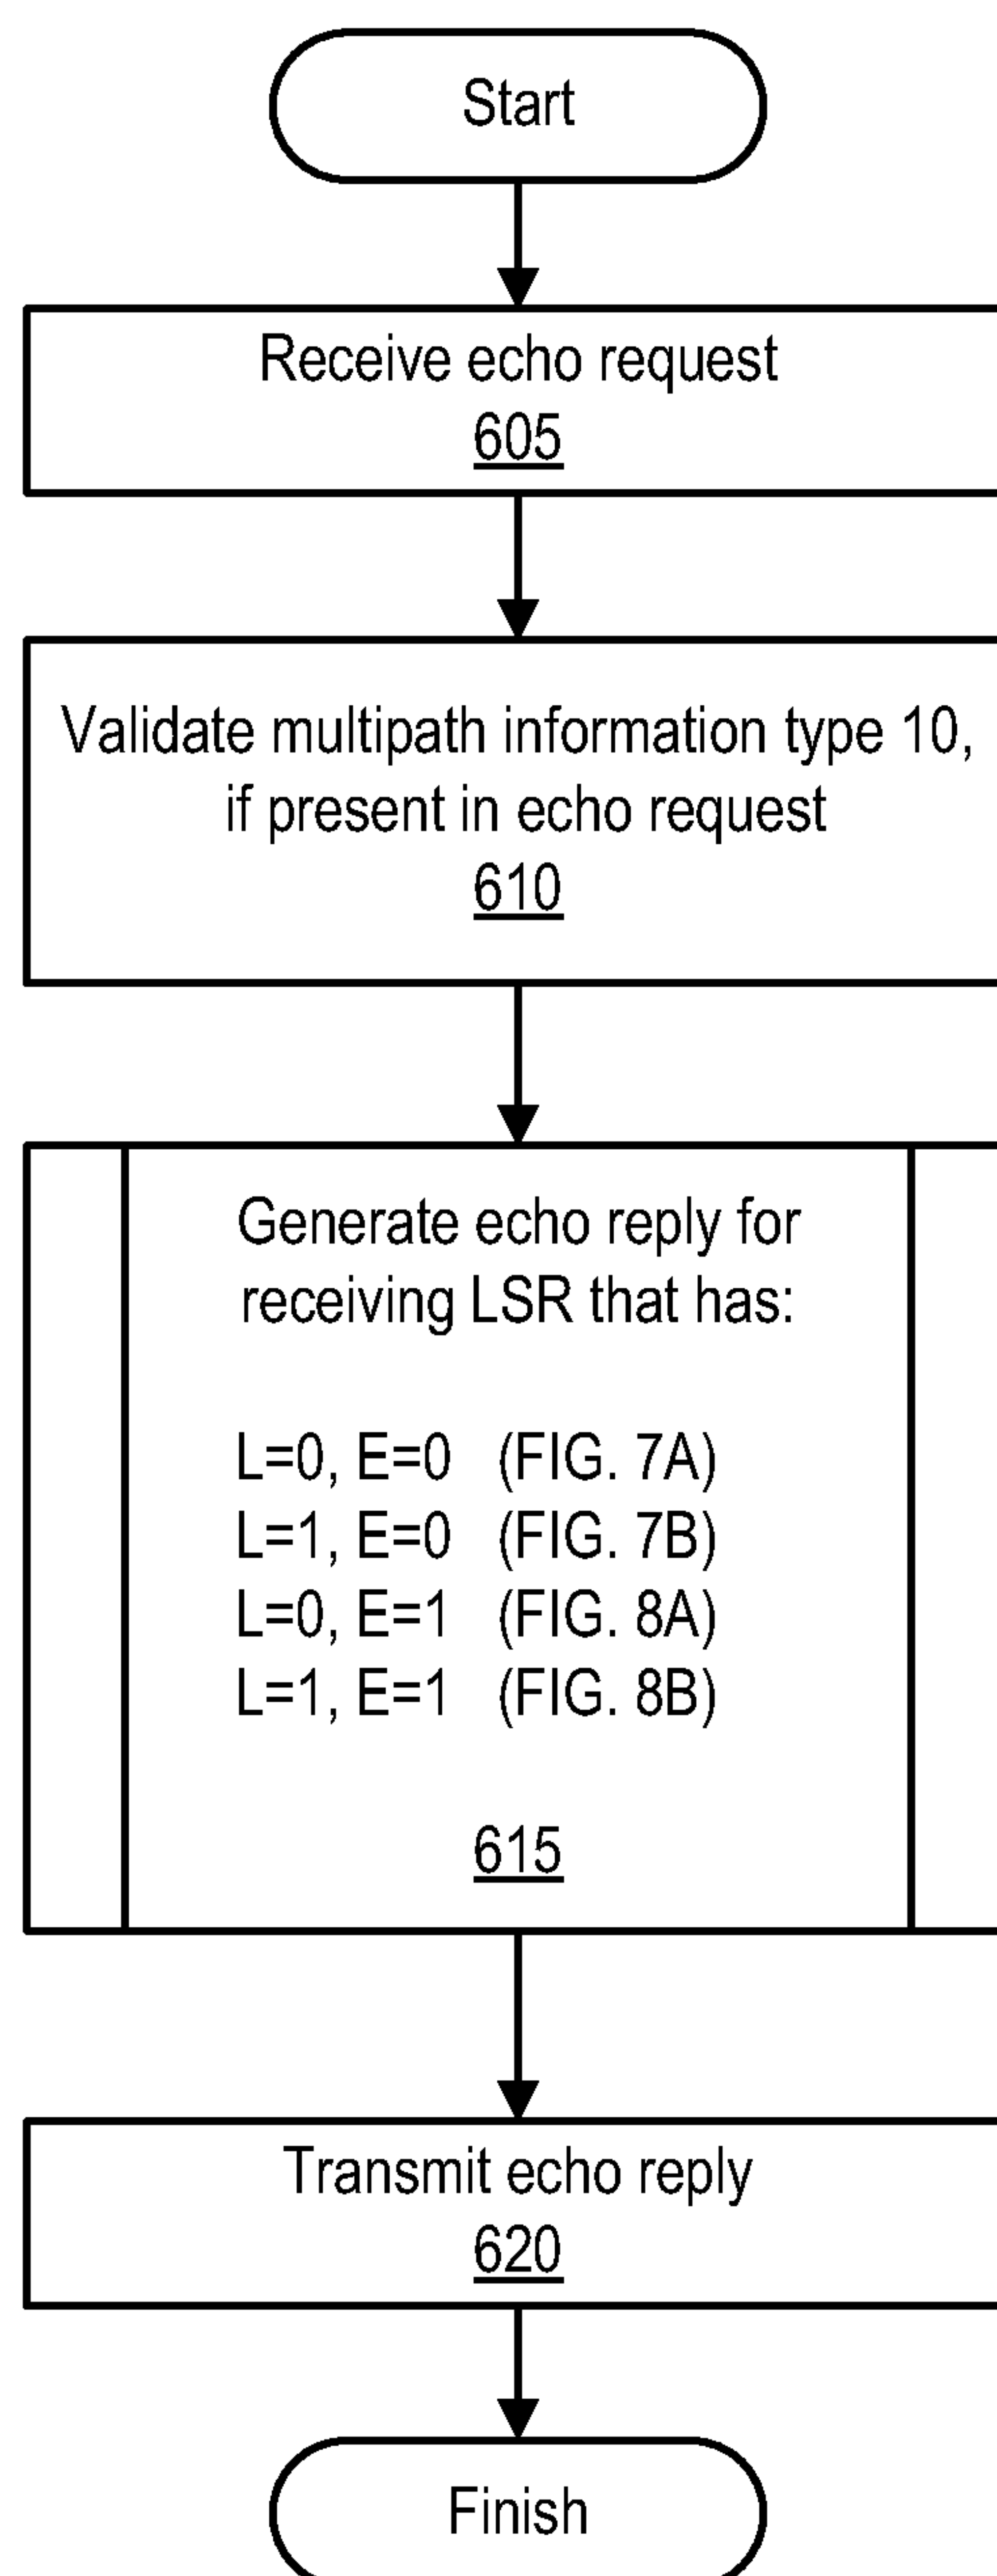 Start
Receive echo request
605
Validate multipath information type 10,
if present in echo request
610
Generate echo reply for
receiving LSR that has:
L=0, E=0 (FIG. 7A)
L=1, E=0 (FIG. 7B)
L=0, E=1 (FIG. 8A)
L=1, E=1 (FIG. 8B)
615
Transmit echo reply
620
Finish